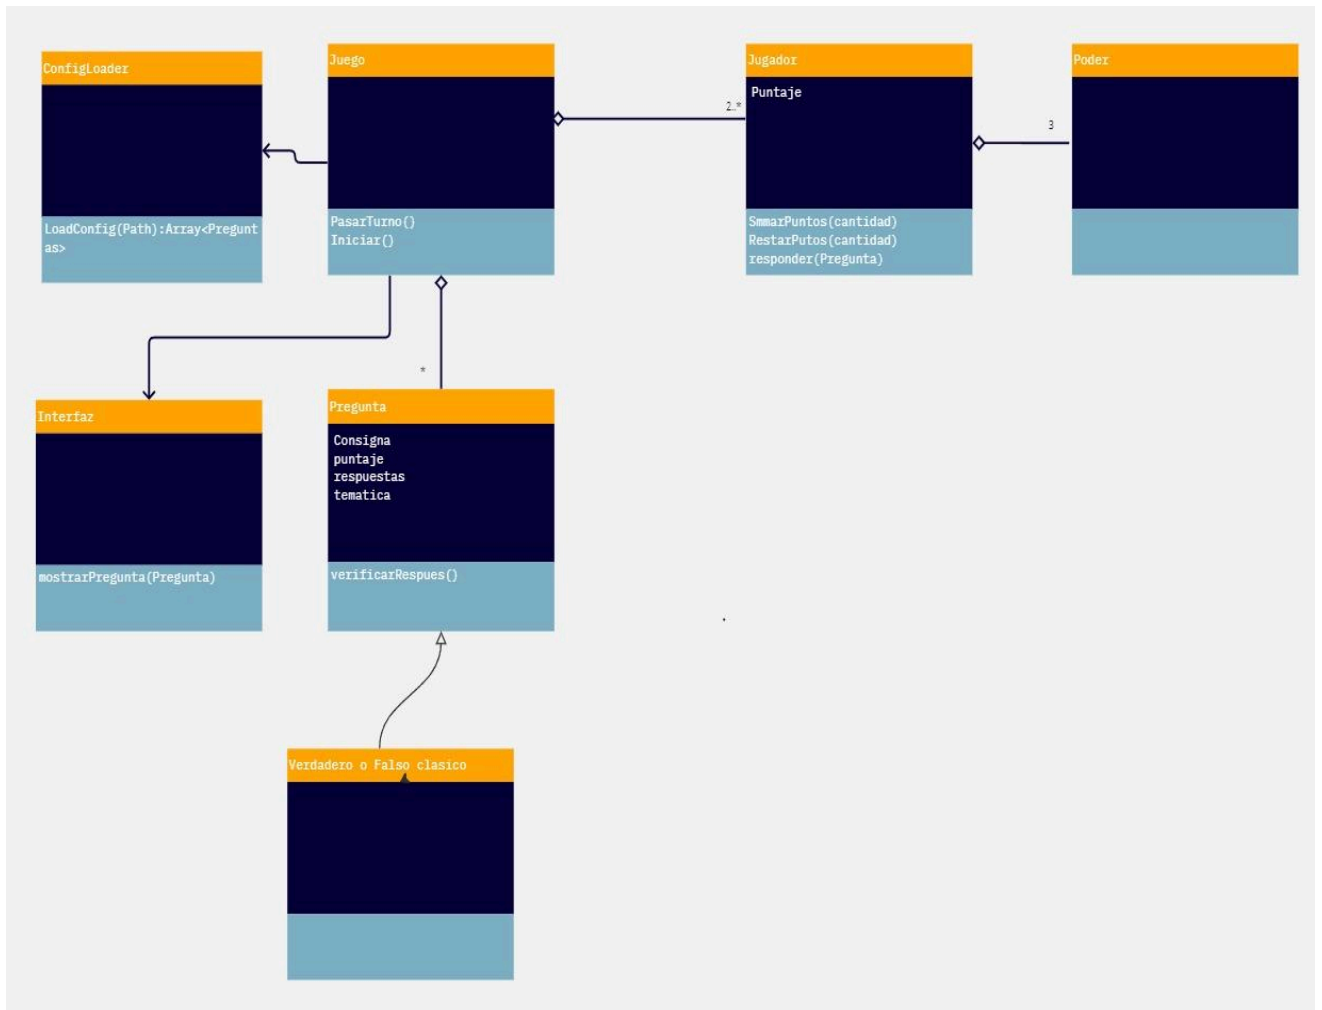 ConfigLoader
LoadConfig(Path):Array<Pregunt
as>
Juego
PasarTurno()
Iniciar()
2..*
Jugador
Puntaje
SmmarPuntos(cantidad)
RestarPutos(cantidad)
responder(Pregunta)
3
Poder
*
Interfaz
mostrarPregunta(Pregunta)
Pregunta
Consigna
puntaje
respuestas
tematica
verificarRespues()
Verdadero o Falso clasico